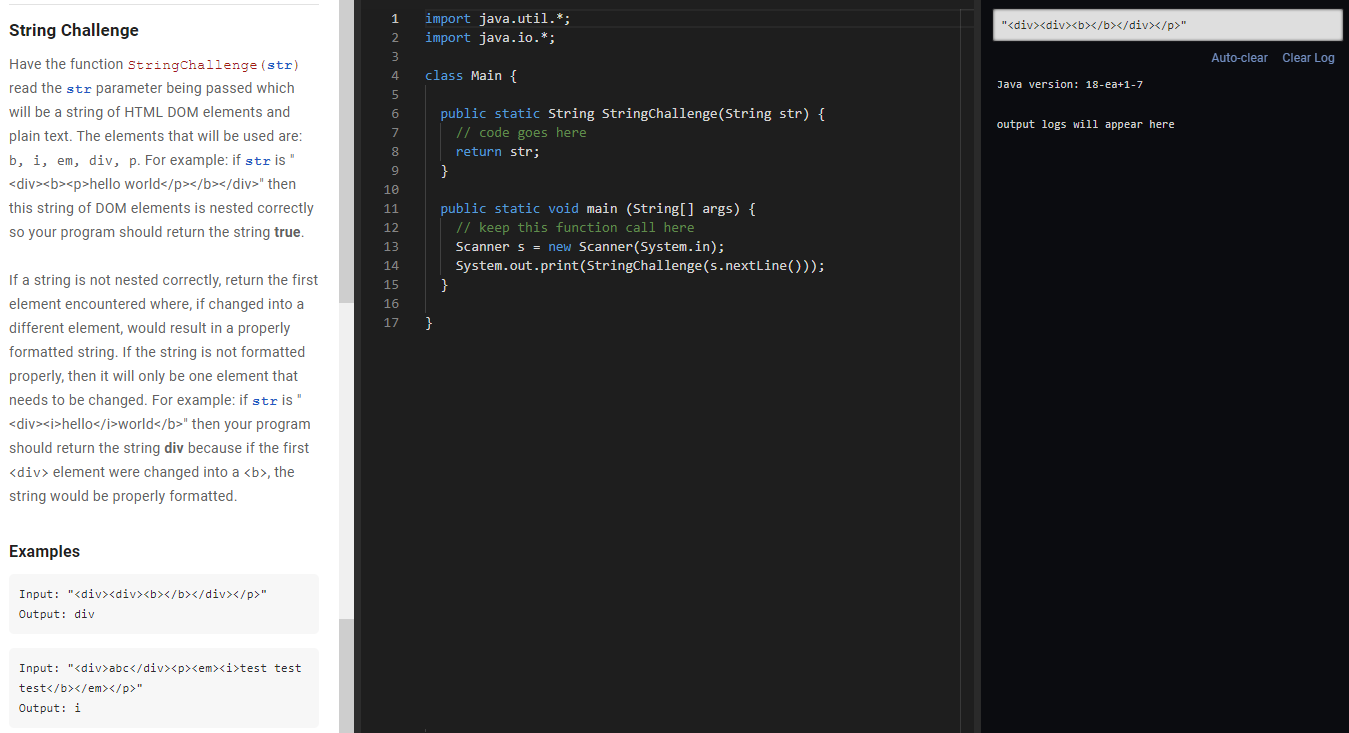 String Challenge
Have the function StringChallenge(str)
read the str parameter being passed which
will be a string of HTML DOM elements and
plain text. The elements that will be used are:
b, i, em, div, p. For example: if str is "
<div><b><p>hello world</p></b></div>" then
this string of DOM elements is nested correctly
so your program should return the string true.
If a string is not nested correctly, return the first
element encountered where, if changed into a
different element, would result in a properly
formatted string. If the string is not formatted
properly, then it will only be one element that
needs to be changed. For example: if str is "
<div><i>hello</i>world</b>" then your program
should return the string div because if the first
<div> element were changed into a <b>, the
string would be properly formatted.
Examples
Input: "<div><div><b></b></div></p>"
Output: div
Input: "<div>abc</div><p><em><i>test test
test</b></em></p>"
Output: i
1 import java.util.*;
2 import java.io.*;
3
4 class Main {
5
6 public static String StringChallenge(String str) {
7 // code goes here
8 return str;
9 }
10
11 public static void main (String[] args) {
12 // keep this function call here
13 Scanner s = new Scanner(System.in);
14 System.out.print(StringChallenge(s.nextLine()));
15 }
16
17 }
"<div><div><b></b></div></p>"
Auto-clear Clear Log
Java version: 18-ea+1-7
output logs will appear here